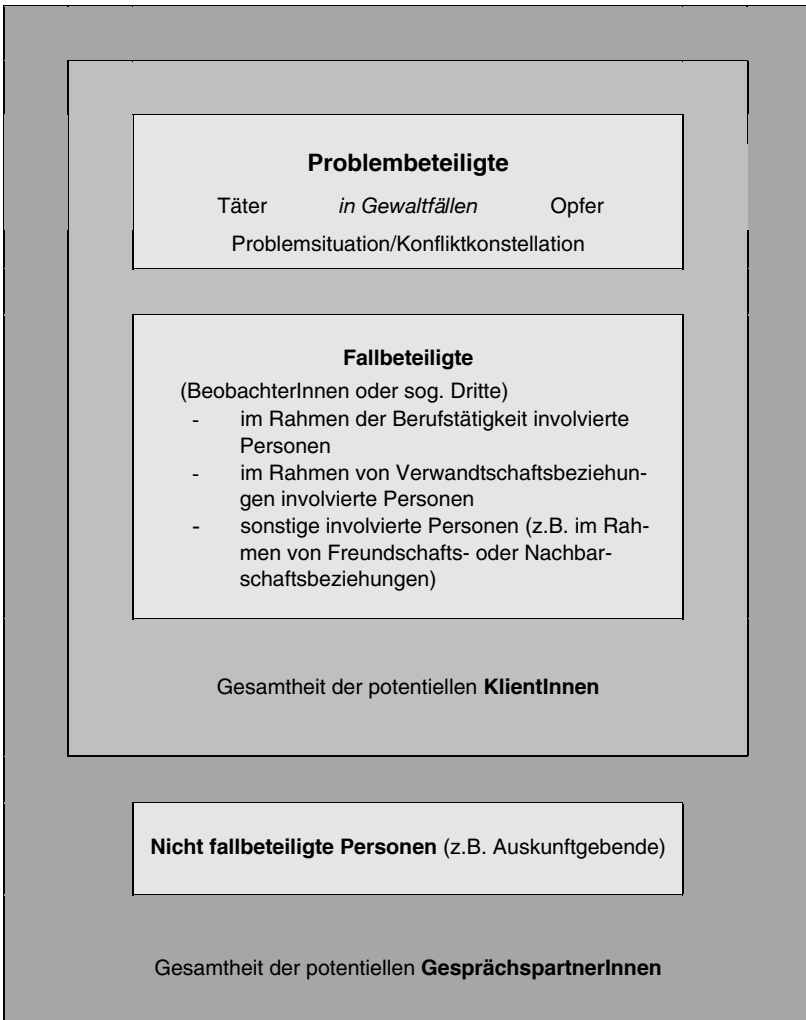 Problembeteiligte
Täter in Gewaltfällen Opfer
Problemsituation/Konfliktkonstellation
Fallbeteiligte
(BeobachterInnen oder sog. Dritte)
- im Rahmen der Berufstätigkeit involvierte
Personen
- im Rahmen von Verwandtschaftsbeziehun-
gen involvierte Personen
- sonstige involvierte Personen (z.B. im Rah-
men von Freundschafts- oder Nachbar-
schaftsbeziehungen)
Gesamtheit der potentiellen KlientInnen
Nicht fallbeteiligte Personen (z.B. Auskunftgebende)
Gesamtheit der potentiellen GesprächspartnerInnen